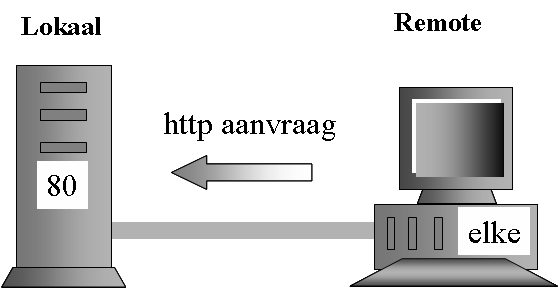 Lokaal
Remote
http aanvraag
80
elke